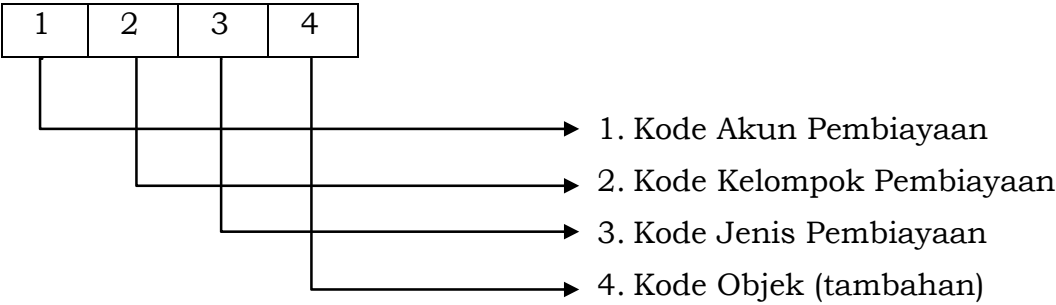 1 2 3 4
1. Kode Akun Pembiayaan
2. Kode Kelompok Pembiayaan
3. Kode Jenis Pembiayaan
4. Kode Objek (tambahan)